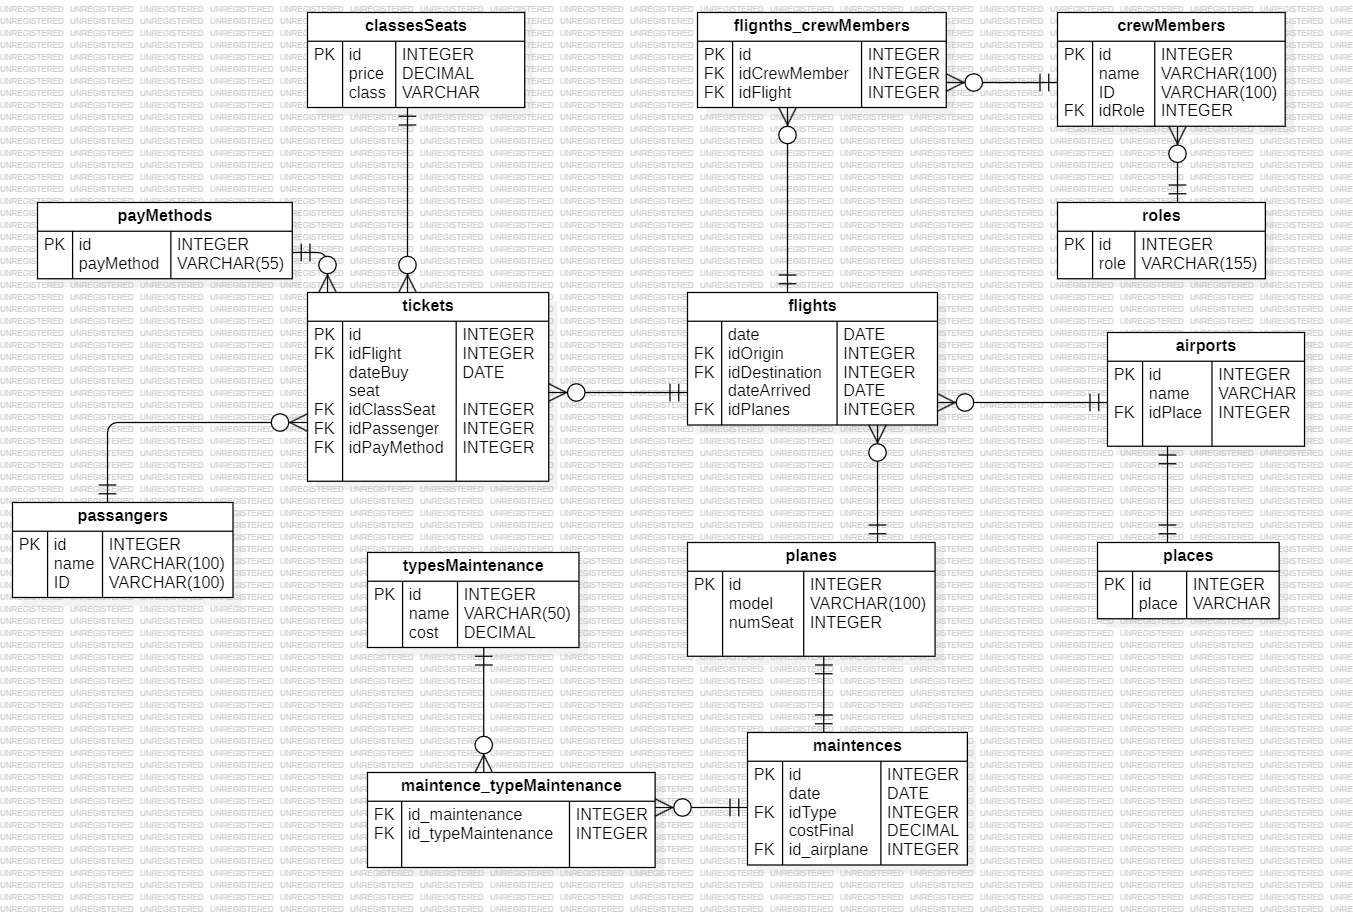 classesSeats
PK id INTEGER
price DECIMAL
class VARCHAR
flignths_crewMembers
PK id INTEGER
FK idCrewMember INTEGER
FK idFlight INTEGER
crewMembers
PK id INTEGER
name VARCHAR(100)
ID VARCHAR(100)
FK idRole INTEGER
payMethods
PK id INTEGER
payMethod VARCHAR(55)
roles
PK id INTEGER
role VARCHAR(155)
tickets
PK id INTEGER
FK idFlight INTEGER
dateBuy DATE
seat
FK idClassSeat INTEGER
FK idPassenger INTEGER
FK idPayMethod INTEGER
flights
date DATE
FK idOrigin INTEGER
FK idDestination INTEGER
dateArrived DATE
FK idPlanes INTEGER
airports
PK id INTEGER
name VARCHAR
FK idPlace INTEGER
passangers
PK id INTEGER
name VARCHAR(100)
ID VARCHAR(100)
typesMaintenance
PK id INTEGER
name VARCHAR(50)
cost DECIMAL
planes
PK id INTEGER
model VARCHAR(100)
numSeat INTEGER
places
PK id INTEGER
place VARCHAR
maintence_typeMaintenance
FK id_maintenance INTEGER
FK id_typeMaintenance INTEGER
maintences
PK id INTEGER
date DATE
FK idType INTEGER
costFinal DECIMAL
FK id_airplane INTEGER
UNREGISTERED